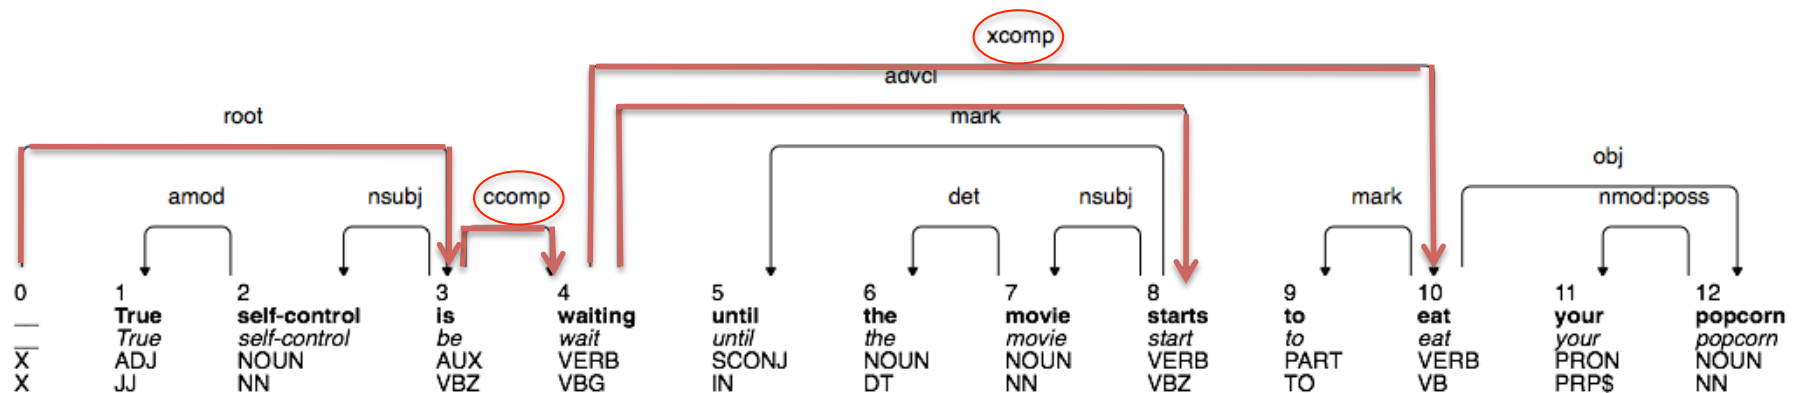 xcomp
advcl
root mark
obj
amod nsubj ccomp det nsubj mark nmod:poss
0 1 2 3 4 5 6 7 8 9 10 11 12
__ True self-control is waiting until the movie starts to eat your popcorn
__ True self-control be wait until the movie start to eat your popcorn
X ADJ NOUN AUX VERB SCONJ NOUN NOUN VERB PART VERB PRON NOUN
X JJ NN VBZ VBG IN DT NN VBZ TO VB PRP$ NN